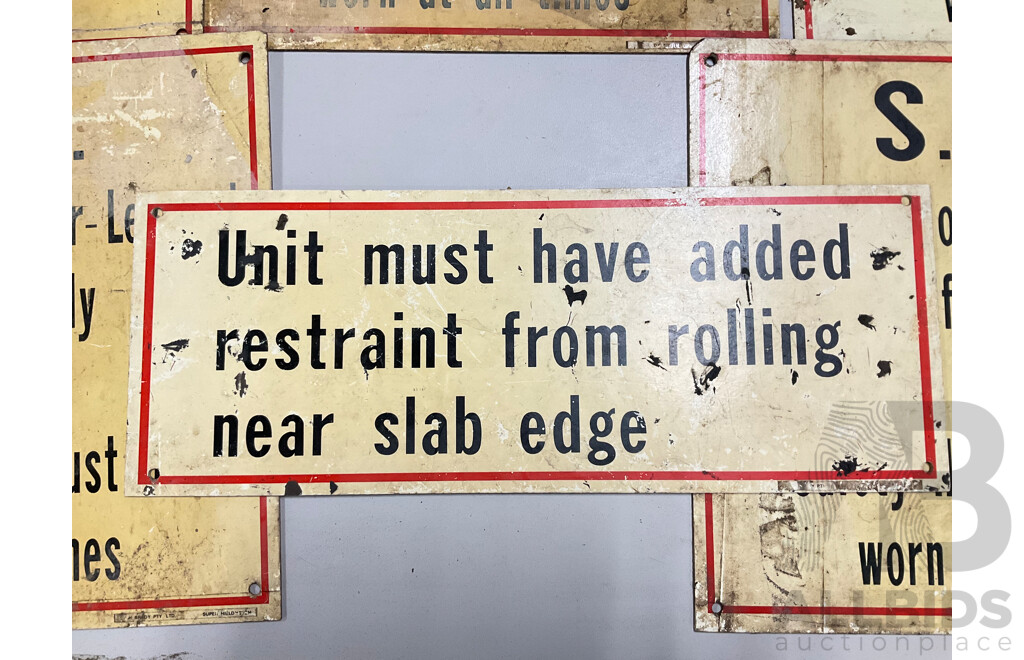 worn at all times
S.
r-Le
ly
Unit must have added
restraint from rolling
near slab edge
ust
nes
worn
ALLBIDS
auctionplace